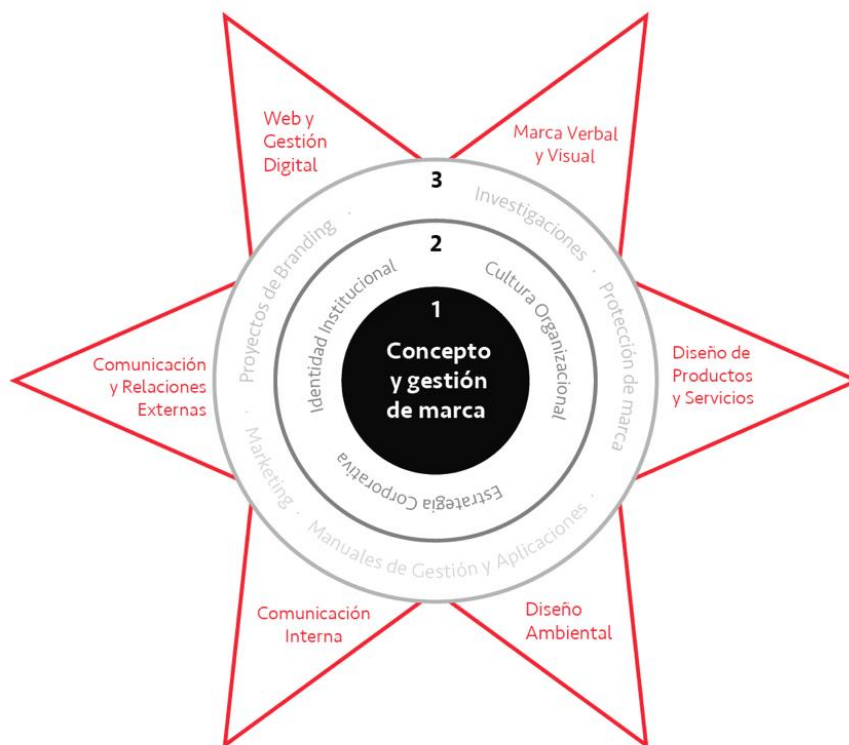 Web y
Gestión
Digital
Marca Verbal
y Visual
3
Proyectos de Branding ·
Investigaciones · Protección de marca
2
Identidad Institucional
Cultura Organizacional
1
Concepto
y gestión
de marca
Comunicación
y Relaciones
Externas
Diseño de
Productos
y Servicios
Estrategia Corporativa
· Marketing · Manuales de Gestión y Aplicaciones ·
Comunicación
Interna
Diseño
Ambiental